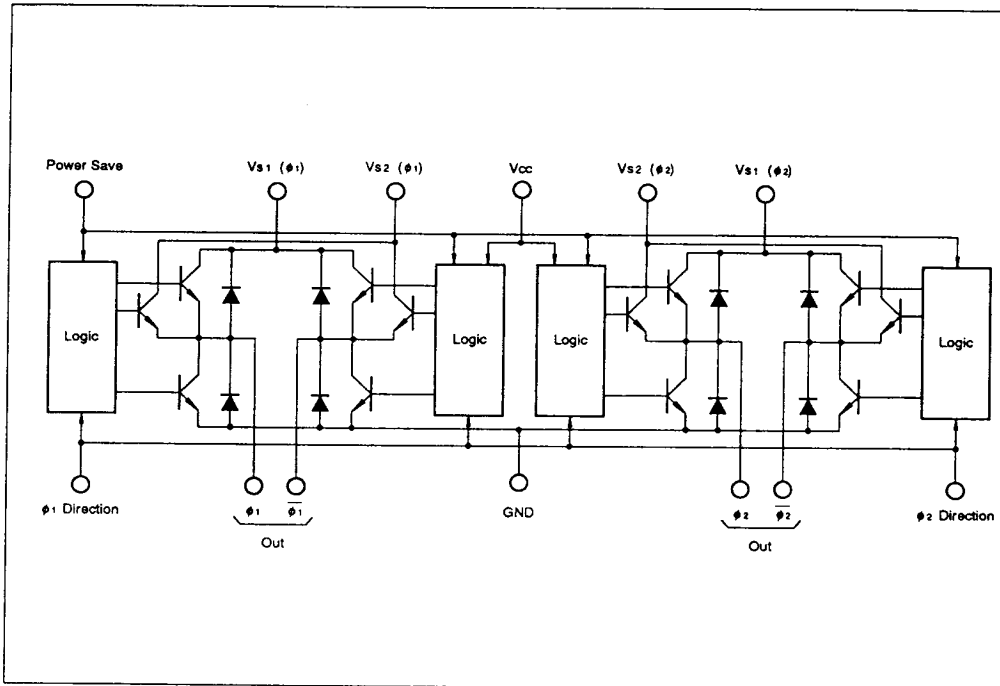 Power Save
Vs1 (ϕ1)
Vs2 (ϕ1)
Vcc
Vs2 (ϕ2)
Vs1 (ϕ2)
Logic
Logic
Logic
Logic
ϕ1 Direction
ϕ1
ϕ̅1
GND
ϕ2
ϕ̅2
ϕ2 Direction
Out
Out